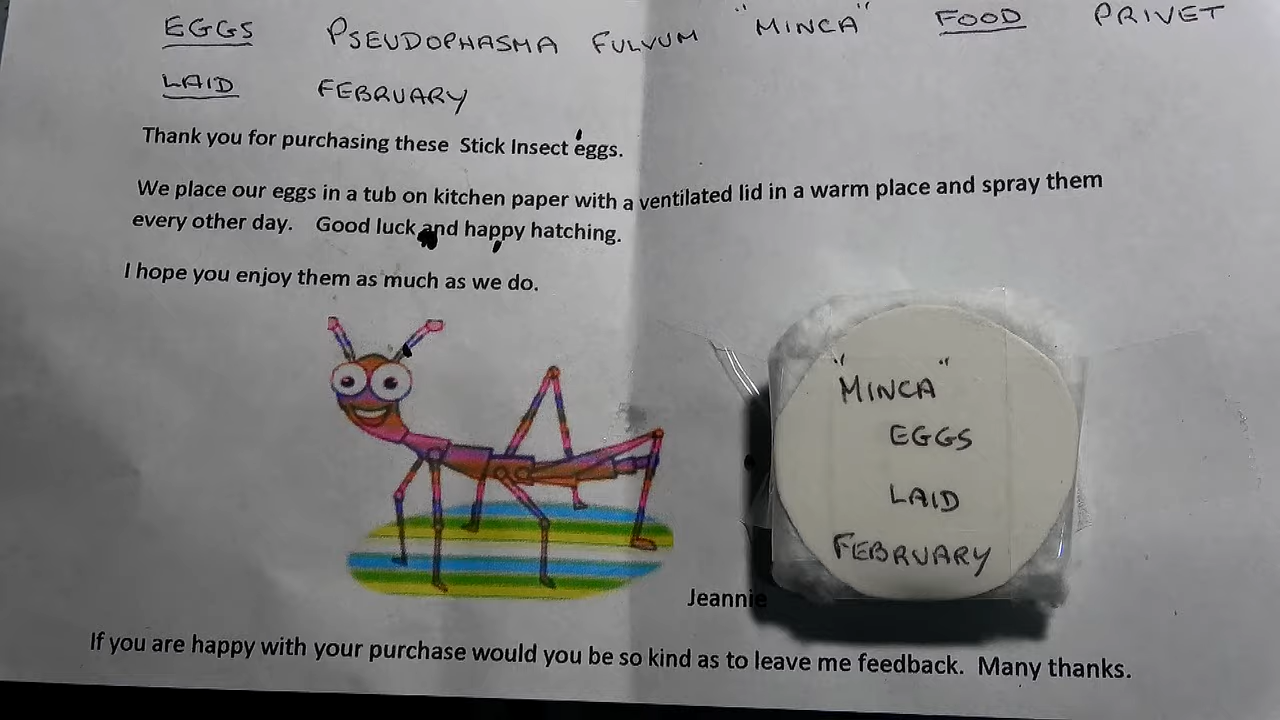 EGGS PSEUDOPHASMA FULVUM "MINCA" FOOD PRIVET
LAID FEBRUARY
Thank you for purchasing these Stick Insect eggs.
We place our eggs in a tub on kitchen paper with a ventilated lid in a warm place and spray them
every other day. Good luck and happy hatching.
I hope you enjoy them as much as we do.
"MINCA"
EGGS
LAID
FEBRUARY
Jeannie
If you are happy with your purchase would you be so kind as to leave me feedback. Many thanks.